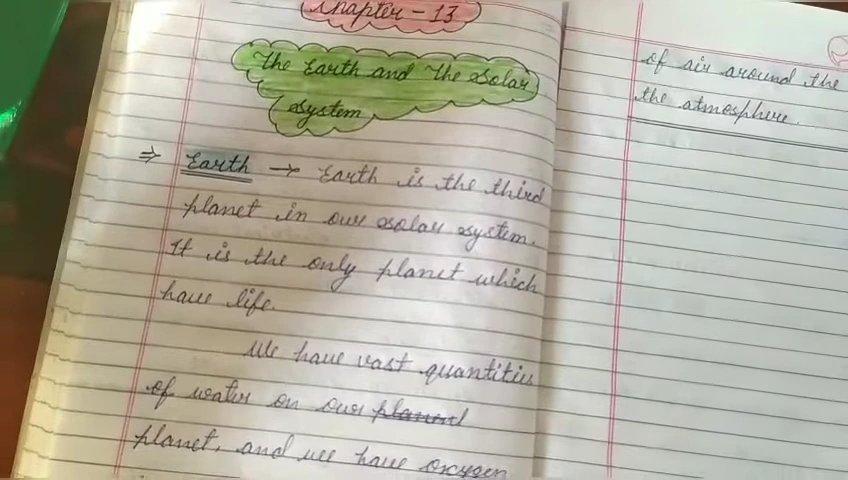 Chapter - 13
The Earth and The Solar
System
⇒ Earth → Earth is the third
planet in our solar system.
It is the only planet which
have life.
We have vast quantities
of water on our
planet, and we have oxygen
of air around the
the atmosphere.